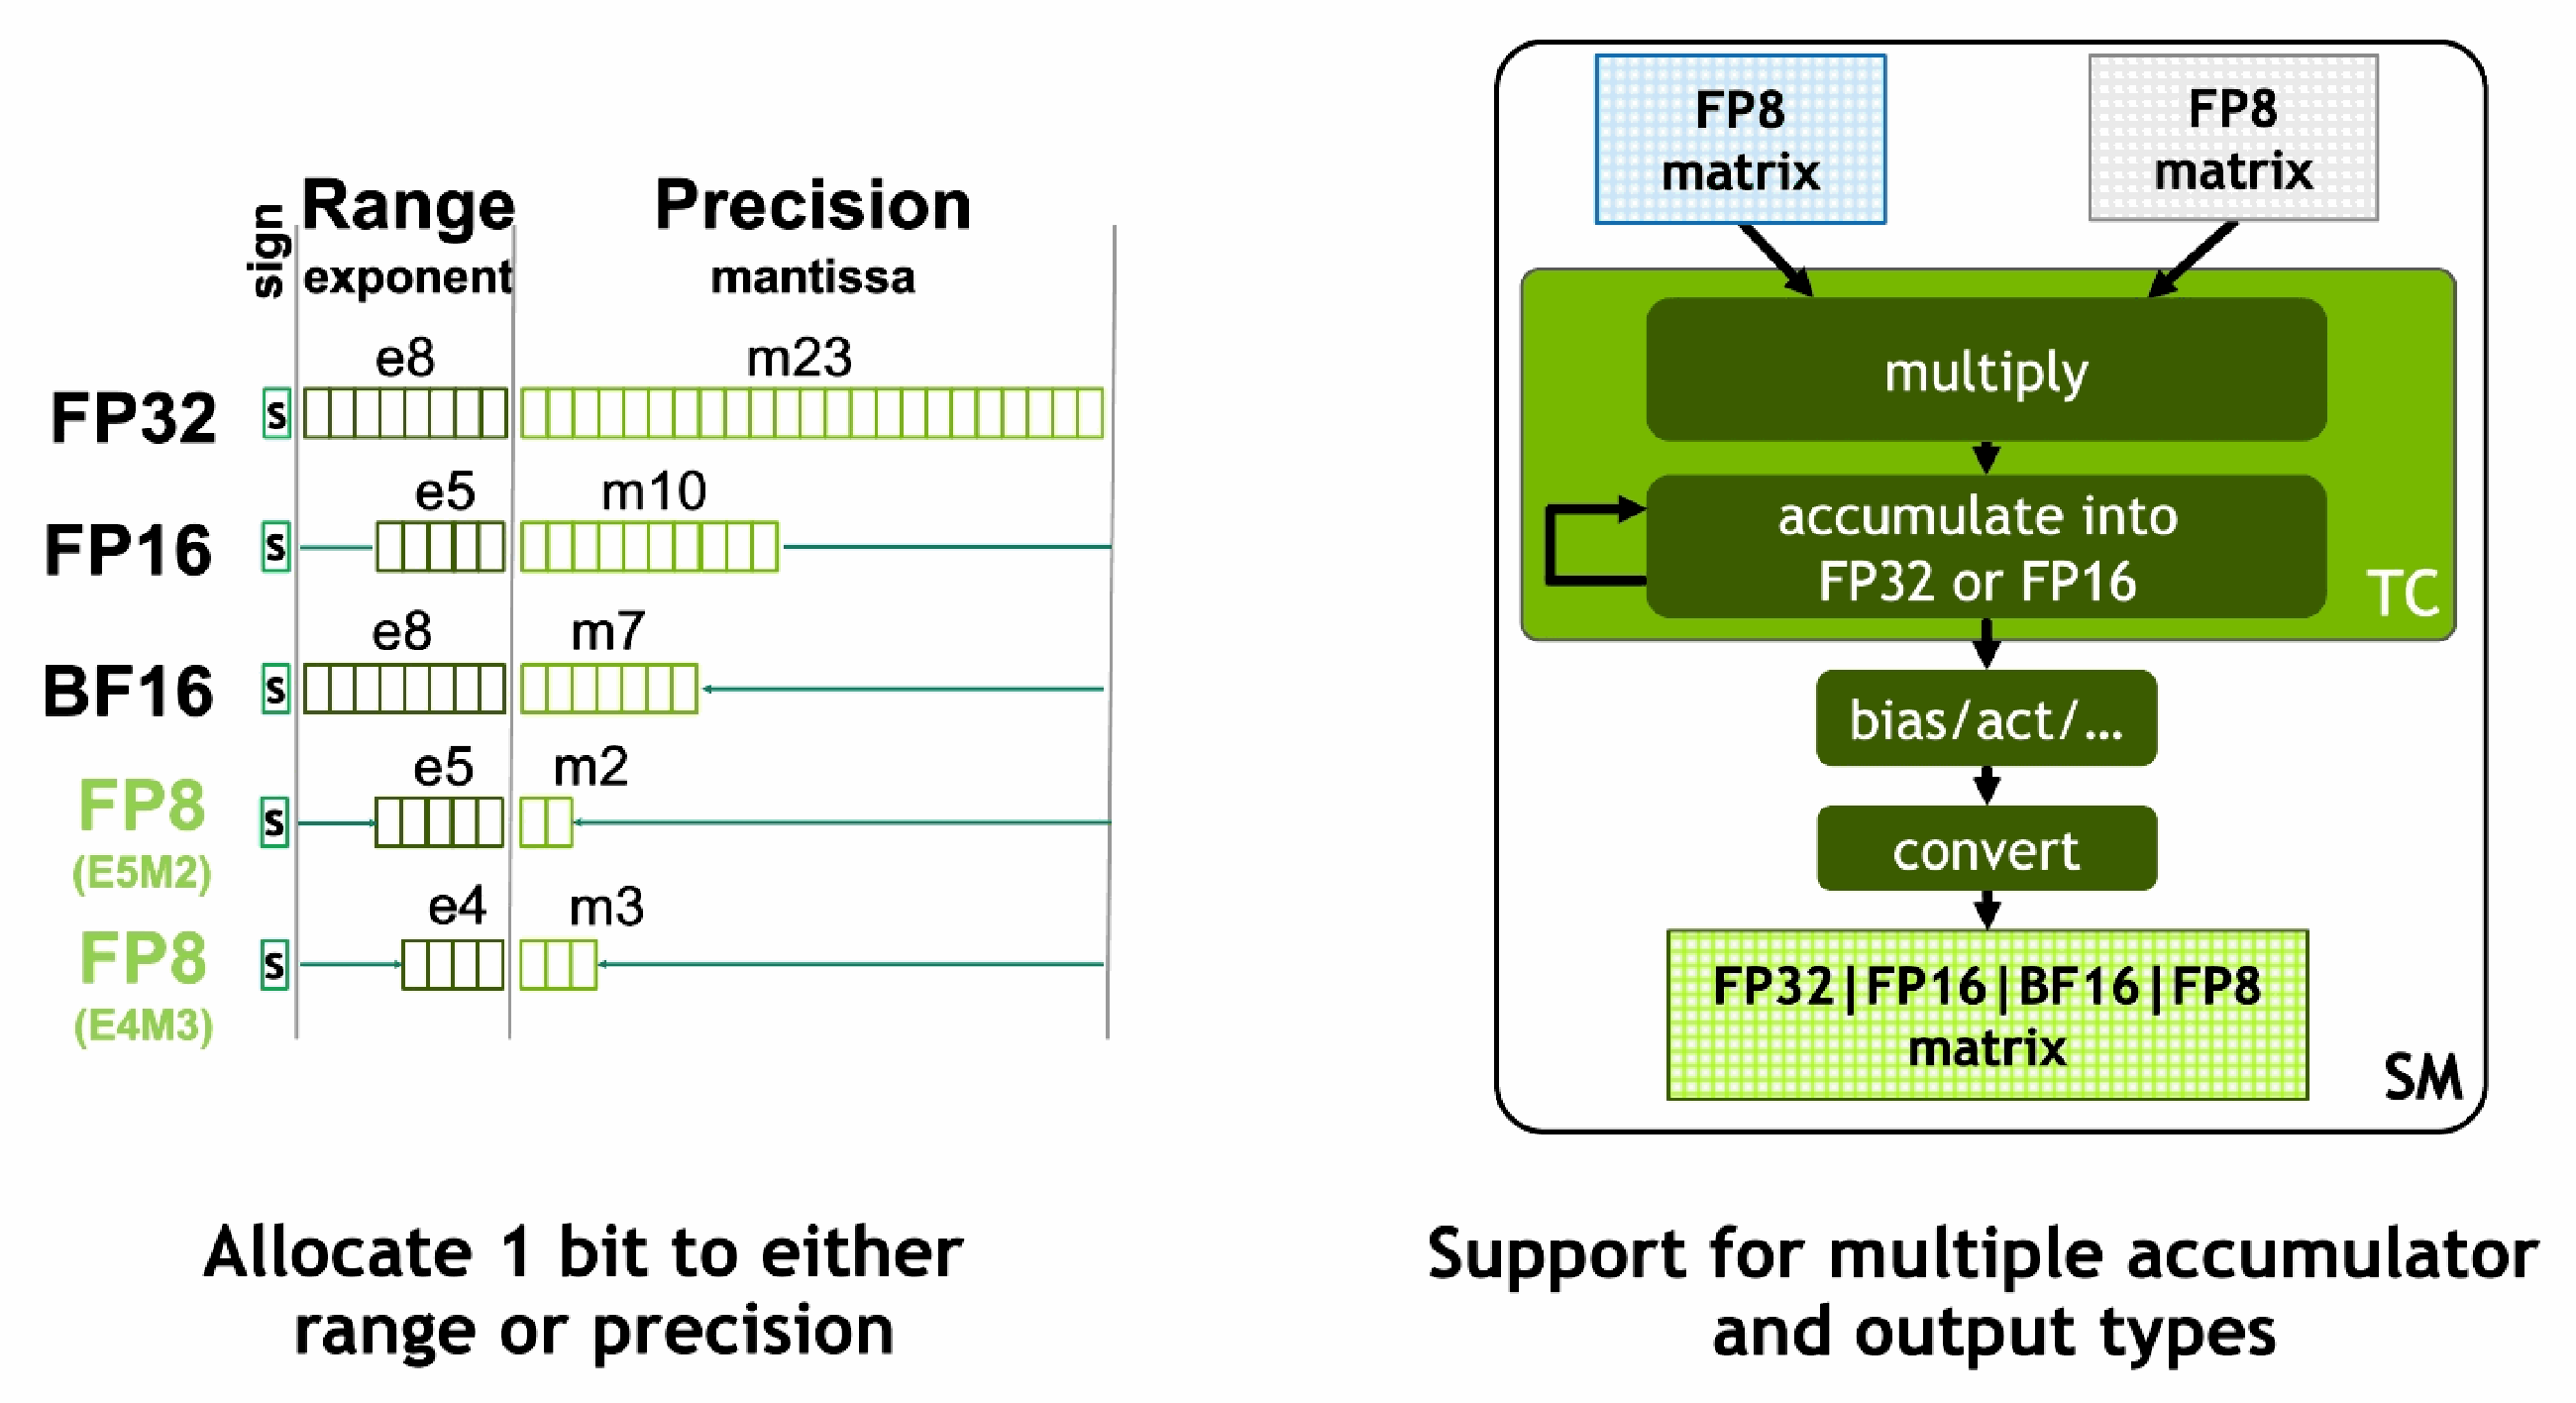 sign
Range
Precision
exponent
mantissa
e8
m23
FP32
S
e5
m10
FP16
S
e8
m7
BF16
S
e5
m2
FP8
(E5M2)
S
e4
m3
FP8
(E4M3)
S
Allocate 1 bit to either
range or precision
FP8
matrix
FP8
matrix
multiply
accumulate into
FP32 or FP16
TC
bias/act/...
convert
FP32|FP16|BF16|FP8
matrix
SM
Support for multiple accumulator
and output types